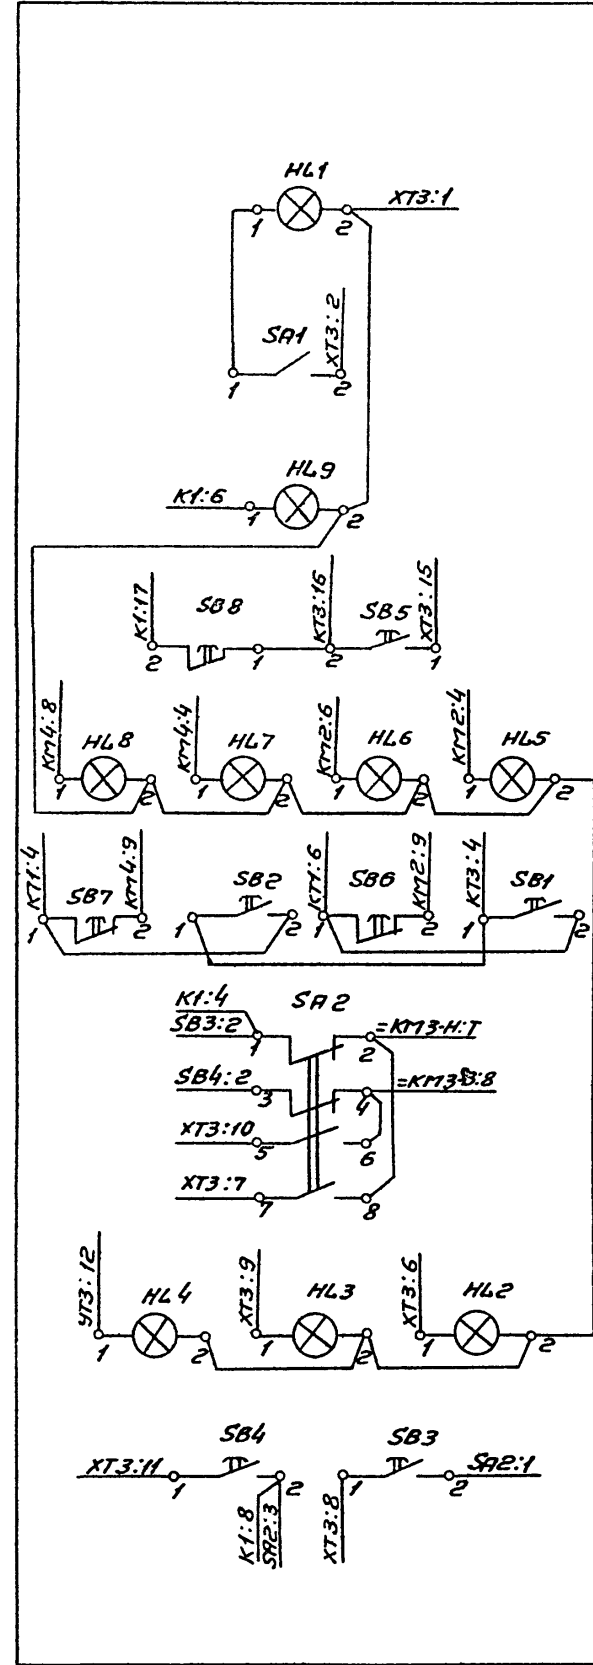 HL1
XT3:1
1 2
SA1
XT3:2
1 2
HL9
K1:6
1 2
K1:17
SB8
KT3:16
SB5
XT3:15
2 1 2 1
KM4:8
HL8
KM4:4
HL7
KM2:6
HL6
KM2:4
HL5
1 2 1 2 1 2 1 2
KT1:4
SB7
KM4:9
SB2
KT1:6
SB6
KM2:9
KT3:4
SB1
1 2 1 2 1 2 1 2
K1:4
SA2
SB3:2
=KM3-H:T
1 2
SB4:2
3 4
XT3:10
5 6
XT3:7
7 8
YT3:12
HL4
XT3:9
HL3
XT3:6
HL2
1 2 1 2 1 2
SB4
SB3
XT3:11
SA2:1
1 2 1 2
K1:8
SA2:3
XT3:8